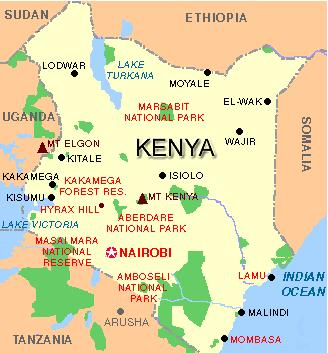 SUDAN
ETHIOPIA
LODWAR
LAKE
TURKANA
MOYALE
MARSABIT
NATIONAL PARK
EL-WAK
UGANDA
MT ELGON
KITALE
KENYA
WAJIR
SOMALIA
KAKAMEGA
KAKAMEGA
FOREST RES.
ISIOLO
KISUMU
HYRAX HILL
MT KENYA
LAKE VICTORIA
ABERDARE
NATIONAL PARK
MASAI MARA
NATIONAL
RESERVE
NAIROBI
AMBOSELI
NATIONAL
PARK
LAMU
INDIAN
OCEAN
ARUSHA
MALINDI
TANZANIA
MOMBASA